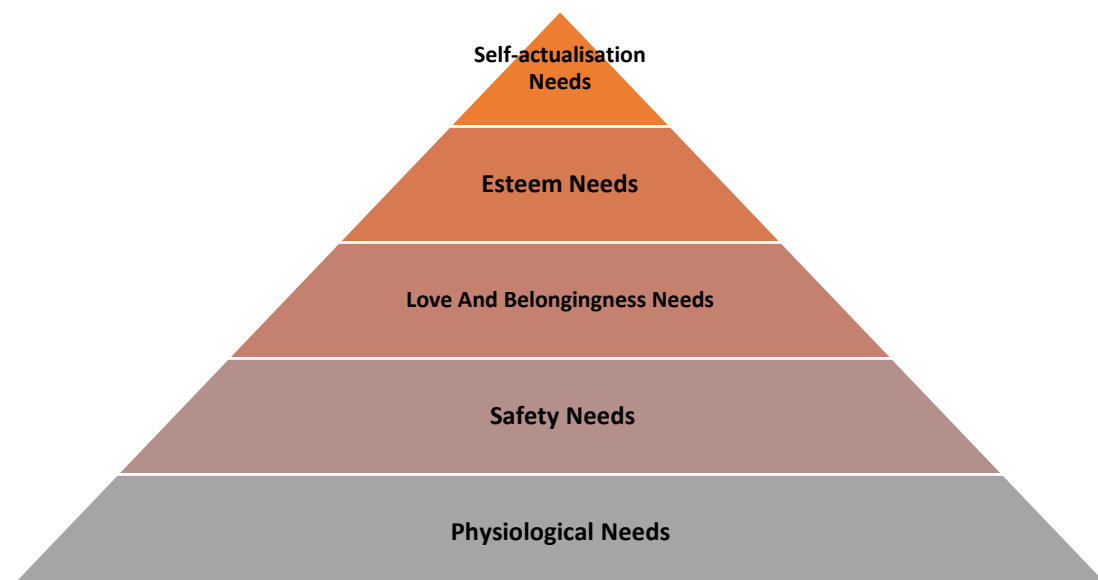 Self-actualisation
Needs
Esteem Needs
Love And Belongingness Needs
Safety Needs
Physiological Needs